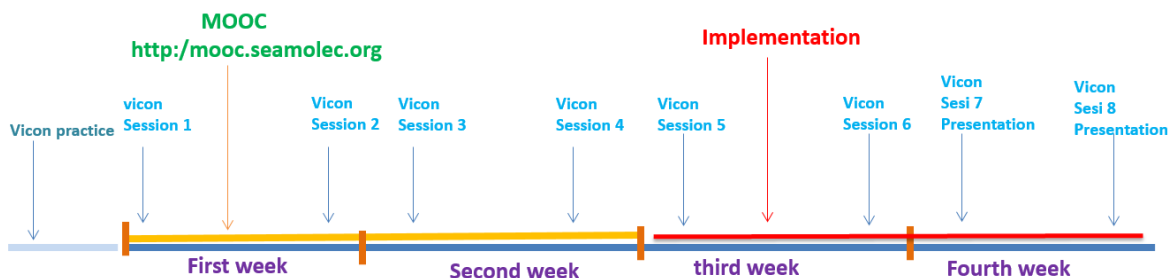 MOOC
http:/mooc.seamolec.org
Implementation
Vicon practice
vicon
Session 1
Vicon
Session 2
Vicon
Session 3
Vicon
Session 4
Vicon
Session 5
Vicon
Session 6
Vicon
Sesi 7
Presentation
Vicon
Sesi 8
Presentation
First week
Second week
third week
Fourth week